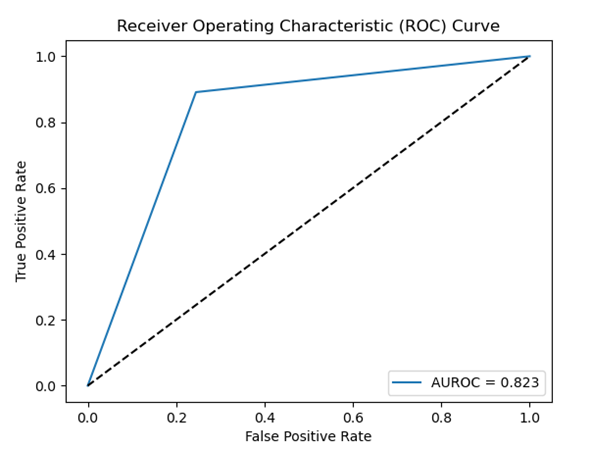 Receiver Operating Characteristic (ROC) Curve
True Positive Rate
1.0
0.8
0.6
0.4
0.2
0.0
AUROC = 0.823
0.0 0.2 0.4 0.6 0.8 1.0
False Positive Rate